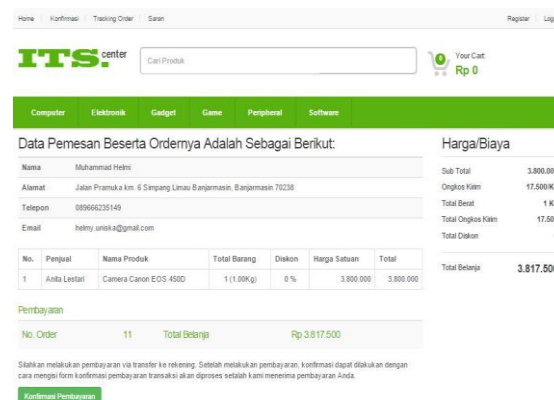 Home Konfirmasi Tracking Order Saran Register Log
ITS.center
Cari Produk
0 Your Cart
Rp 0
Computer Elektronik Gadget Game Peripheral Software
Data Pemesan Beserta Ordernya Adalah Sebagai Berikut:
Nama Muhammad Helmi
Alamat Jalan Pramuka km. 6 Simpang Limau Banjarmasin, Banjarmasin 70238
Telepon 089666235149
Email helmy.uniska@gmail.com
No. Penjual Nama Produk Total Barang Diskon Harga Satuan Total
1 Anita Lestari Camera Canon EOS 450D 1 (1.00Kg) 0 % 3.800.000 3.800.000
Pembayaran
No. Order 11 Total Belanja Rp 3.817.500
Silahkan melakukan pembayaran via transfer ke rekening. Setelah melakukan pembayaran, konfirmasi dapat dilakukan dengan
cara mengisi form konfirmasi pembayaran transaksi akan diproses setalah kami menerima pembayaran Anda.
Konfirmasi Pembayaran
Harga/Biaya
Sub Total 3.800.00
Ongkos Kirim 17.500/K
Total Berat 1 K
Total Ongkos Kirim 17.50
Total Diskon
Total Belanja 3.817.500